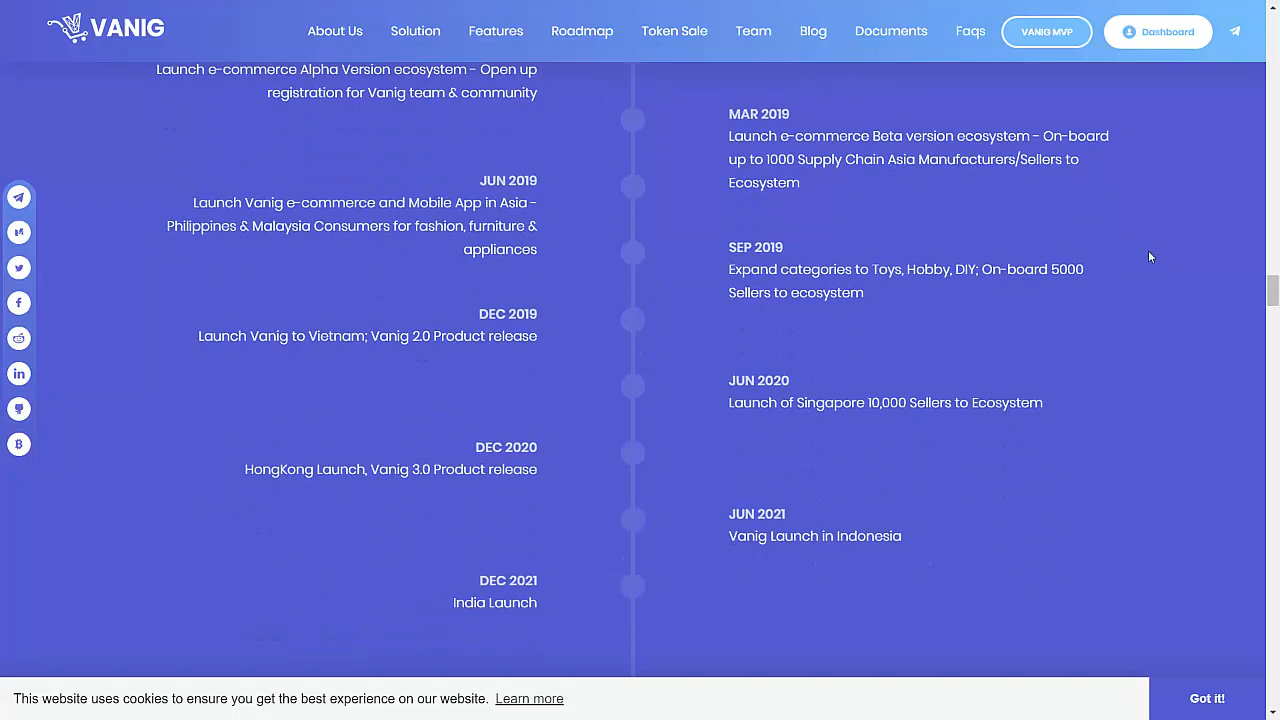 VANIG
About Us
Solution
Features
Roadmap
Token Sale
Team
Blog
Documents
Faqs
VANIG MVP
Dashboard
Launch e-commerce Alpha Version ecosystem - Open up
registration for Vanig team & community
MAR 2019
Launch e-commerce Beta version ecosystem - On-board
up to 1000 Supply Chain Asia Manufacturers/Sellers to
Ecosystem
JUN 2019
Launch Vanig e-commerce and Mobile App in Asia -
Philippines & Malaysia Consumers for fashion, furniture &
appliances
SEP 2019
Expand categories to Toys, Hobby, DIY; On-board 5000
Sellers to ecosystem
DEC 2019
Launch Vanig to Vietnam; Vanig 2.0 Product release
JUN 2020
Launch of Singapore 10,000 Sellers to Ecosystem
DEC 2020
HongKong Launch, Vanig 3.0 Product release
JUN 2021
Vanig Launch in Indonesia
DEC 2021
India Launch
This website uses cookies to ensure you get the best experience on our website. Learn more
Got it!